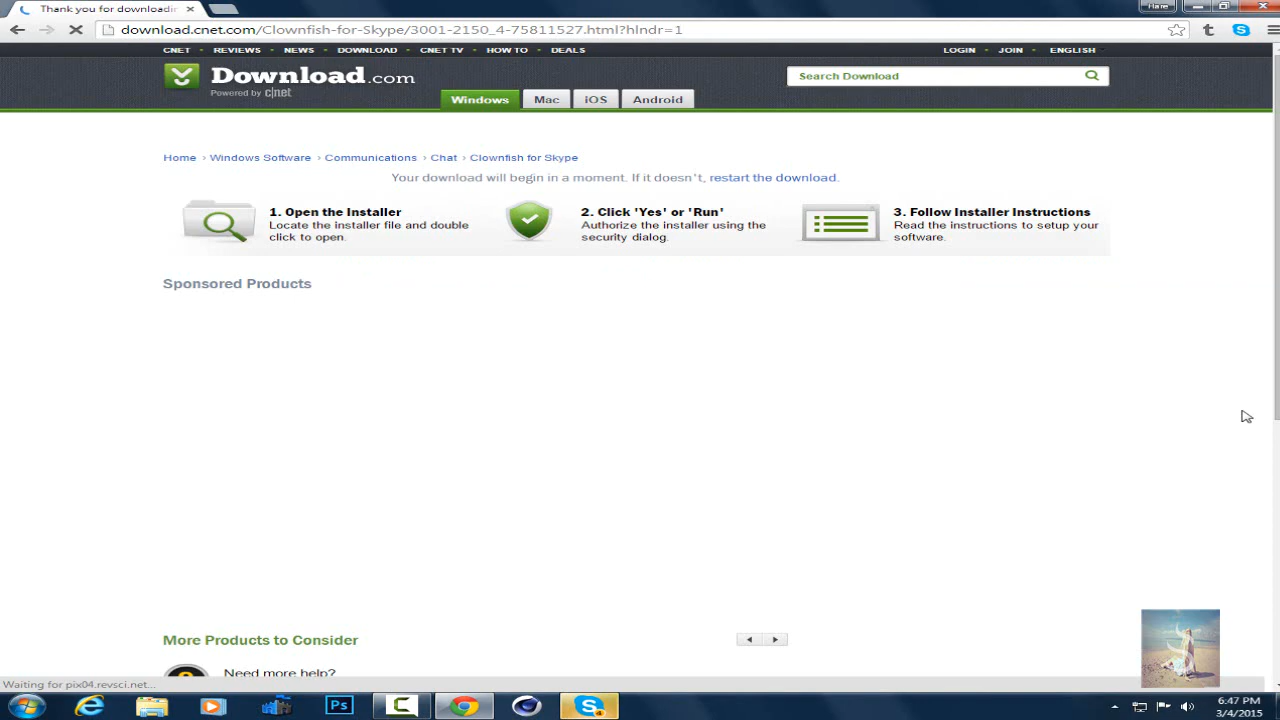 Thank you for downloadin
Hare
download.cnet.com/Clownfish-for-Skype/3001-2150_4-75811527.html?hlndr=1
CNET REVIEWS NEWS DOWNLOAD CNET TV HOW TO DEALS LOGIN JOIN ENGLISH
Download.com
Powered by c|net
Search Download
Windows Mac iOS Android
Home › Windows Software › Communications › Chat › Clownfish for Skype
Your download will begin in a moment. If it doesn't, restart the download.
1. Open the Installer
Locate the installer file and double
click to open.
2. Click 'Yes' or 'Run'
Authorize the installer using the
security dialog.
3. Follow Installer Instructions
Read the instructions to setup your
software.
Sponsored Products
More Products to Consider
Need more help?
Waiting for pix04.revsci.net...
Ps
6:47 PM
3/4/2015